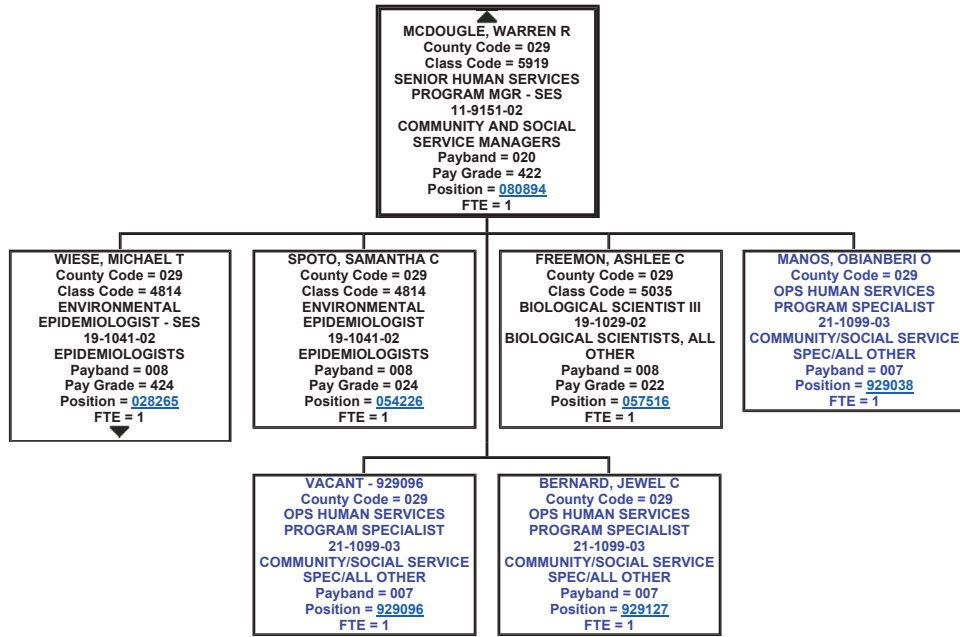 MCDOUGLE, WARREN R
County Code = 029
Class Code = 5919
SENIOR HUMAN SERVICES
PROGRAM MGR - SES
11-9151-02
COMMUNITY AND SOCIAL
SERVICE MANAGERS
Payband = 020
Pay Grade = 422
Position = 080894
FTE = 1
WIESE, MICHAEL T
County Code = 029
Class Code = 4814
ENVIRONMENTAL
EPIDEMIOLOGIST - SES
19-1041-02
EPIDEMIOLOGISTS
Payband = 008
Pay Grade = 424
Position = 028265
FTE = 1
SPOTO, SAMANTHA C
County Code = 029
Class Code = 4814
ENVIRONMENTAL
EPIDEMIOLOGIST
19-1041-02
EPIDEMIOLOGISTS
Payband = 008
Pay Grade = 024
Position = 054226
FTE = 1
FREEMON, ASHLEE C
County Code = 029
Class Code = 5035
BIOLOGICAL SCIENTIST III
19-1029-02
BIOLOGICAL SCIENTISTS, ALL
OTHER
Payband = 008
Pay Grade = 022
Position = 057516
FTE = 1
MANOS, OBIANBERI O
County Code = 029
OPS HUMAN SERVICES
PROGRAM SPECIALIST
21-1099-03
COMMUNITY/SOCIAL SERVICE
SPEC/ALL OTHER
Payband = 007
Position = 929038
FTE = 1
VACANT - 929096
County Code = 029
OPS HUMAN SERVICES
PROGRAM SPECIALIST
21-1099-03
COMMUNITY/SOCIAL SERVICE
SPEC/ALL OTHER
Payband = 007
Position = 929096
FTE = 1
BERNARD, JEWEL C
County Code = 029
OPS HUMAN SERVICES
PROGRAM SPECIALIST
21-1099-03
COMMUNITY/SOCIAL SERVICE
SPEC/ALL OTHER
Payband = 007
Position = 929127
FTE = 1